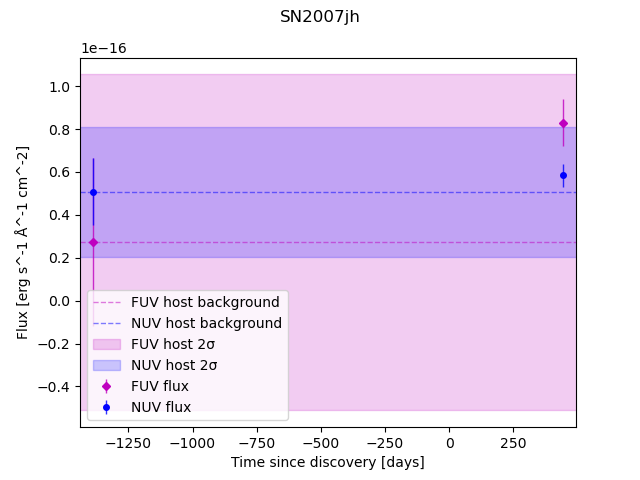 SN2007jh
1e−16
Flux [erg s^-1 Å^-1 cm^-2]
1.0
0.8
0.6
0.4
0.2
0.0
−0.2
−0.4
FUV host background
NUV host background
FUV host 2σ
NUV host 2σ
FUV flux
NUV flux
−1250 −1000 −750 −500 −250 0 250
Time since discovery [days]